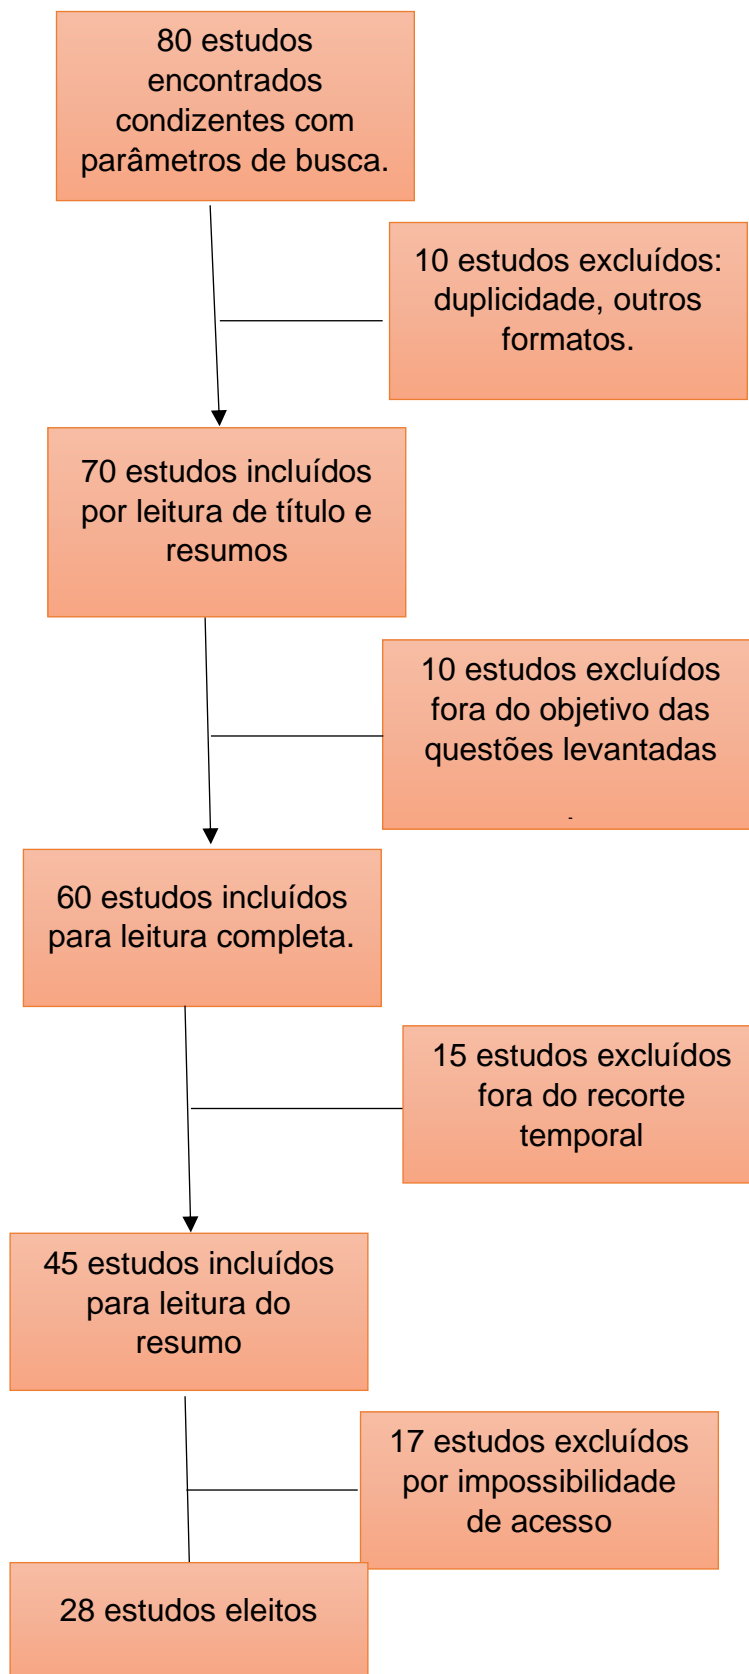 80 estudos
encontrados
condizentes com
parâmetros de busca.
10 estudos excluídos:
duplicidade, outros
formatos.
70 estudos incluídos
por leitura de título e
resumos
10 estudos excluídos
fora do objetivo das
questões levantadas
-
60 estudos incluídos
para leitura completa.
15 estudos excluídos
fora do recorte
temporal
45 estudos incluídos
para leitura do
resumo
17 estudos excluídos
por impossibilidade
de acesso
28 estudos eleitos